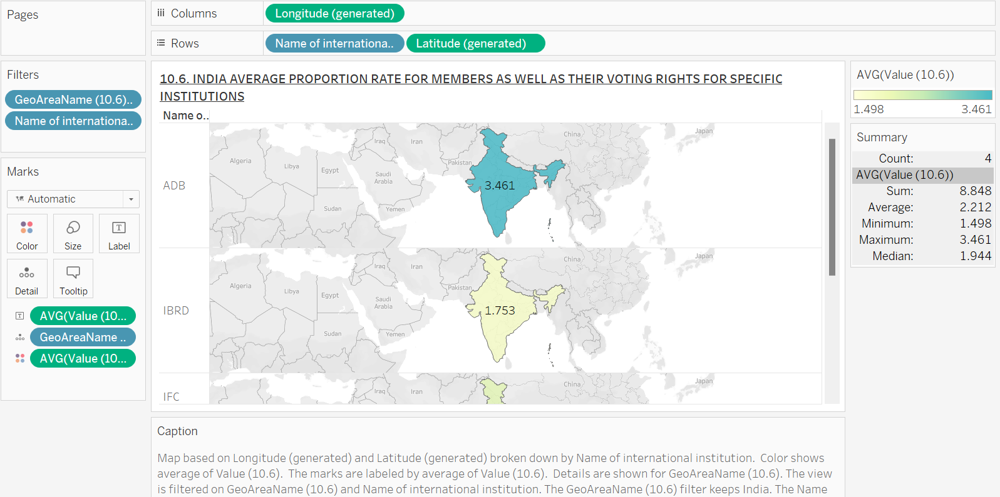 Pages
Columns
Longitude (generated)
Rows
Name of internationa..
Latitude (generated)
Filters
GeoAreaName (10.6)..
Name of internationa..
Marks
Automatic
Color
Size
Label
Detail
Tooltip
AVG(Value (10...
GeoAreaName ..
AVG(Value (10...
10.6. INDIA AVERAGE PROPORTION RATE FOR MEMBERS AS WELL AS THEIR VOTING RIGHTS FOR SPECIFIC
INSTITUTIONS
Name o..
ADB
Algeria
Libya
Egypt
Sudan
Iraq
Iran
Saudi
Arabia
Yemen
Pakistan
China
Japan
3.461
IBRD
Algeria
Libya
Egypt
Sudan
Iraq
Iran
Saudi
Arabia
Yemen
Pakistan
China
Japan
1.753
IFC
Iraq
Iran
China
Japan
AVG(Value (10.6))
1.498 3.461
Summary
Count: 4
AVG(Value (10.6))
Sum: 8.848
Average: 2.212
Minimum: 1.498
Maximum: 3.461
Median: 1.944
Caption
Map based on Longitude (generated) and Latitude (generated) broken down by Name of international institution. Color shows
average of Value (10.6). The marks are labeled by average of Value (10.6). Details are shown for GeoAreaName (10.6). The view
is filtered on GeoAreaName (10.6) and Name of international institution. The GeoAreaName (10.6) filter keeps India. The Name